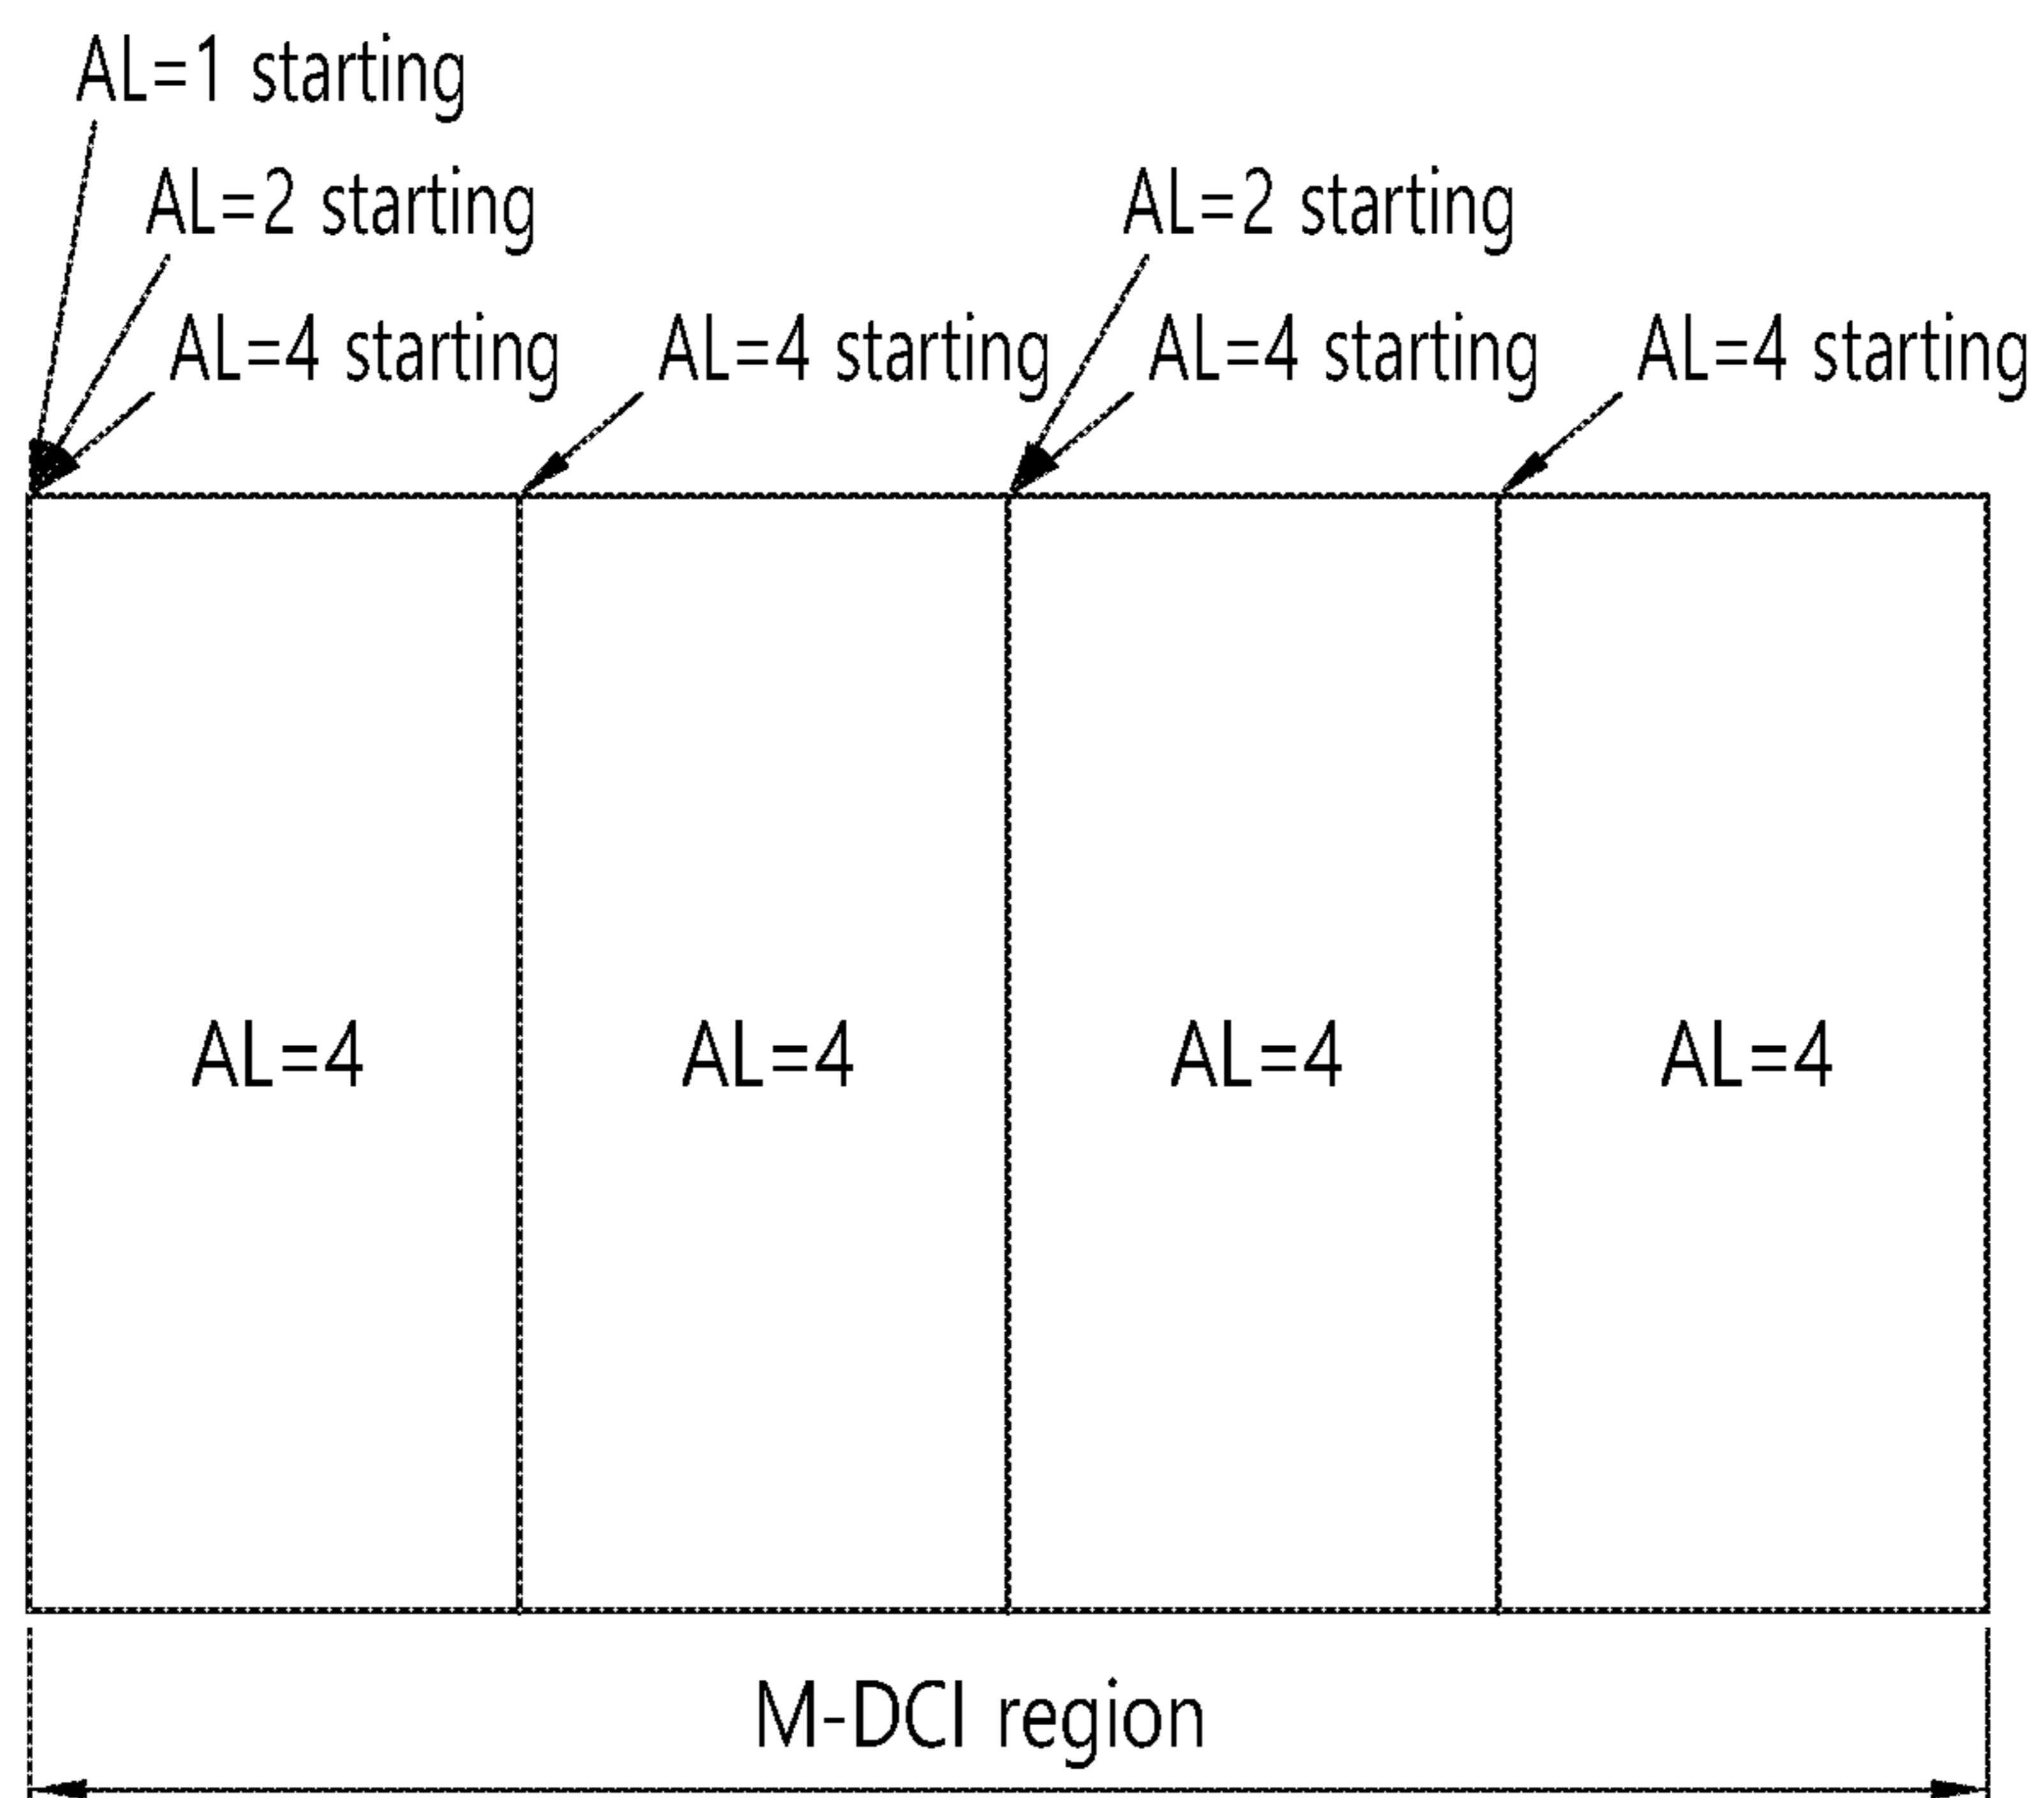 AL=1 starting
AL=2 starting AL=2 starting
AL=4 starting AL=4 starting AL=4 starting AL=4 starting
AL=4 AL=4 AL=4 AL=4
M-DCI region